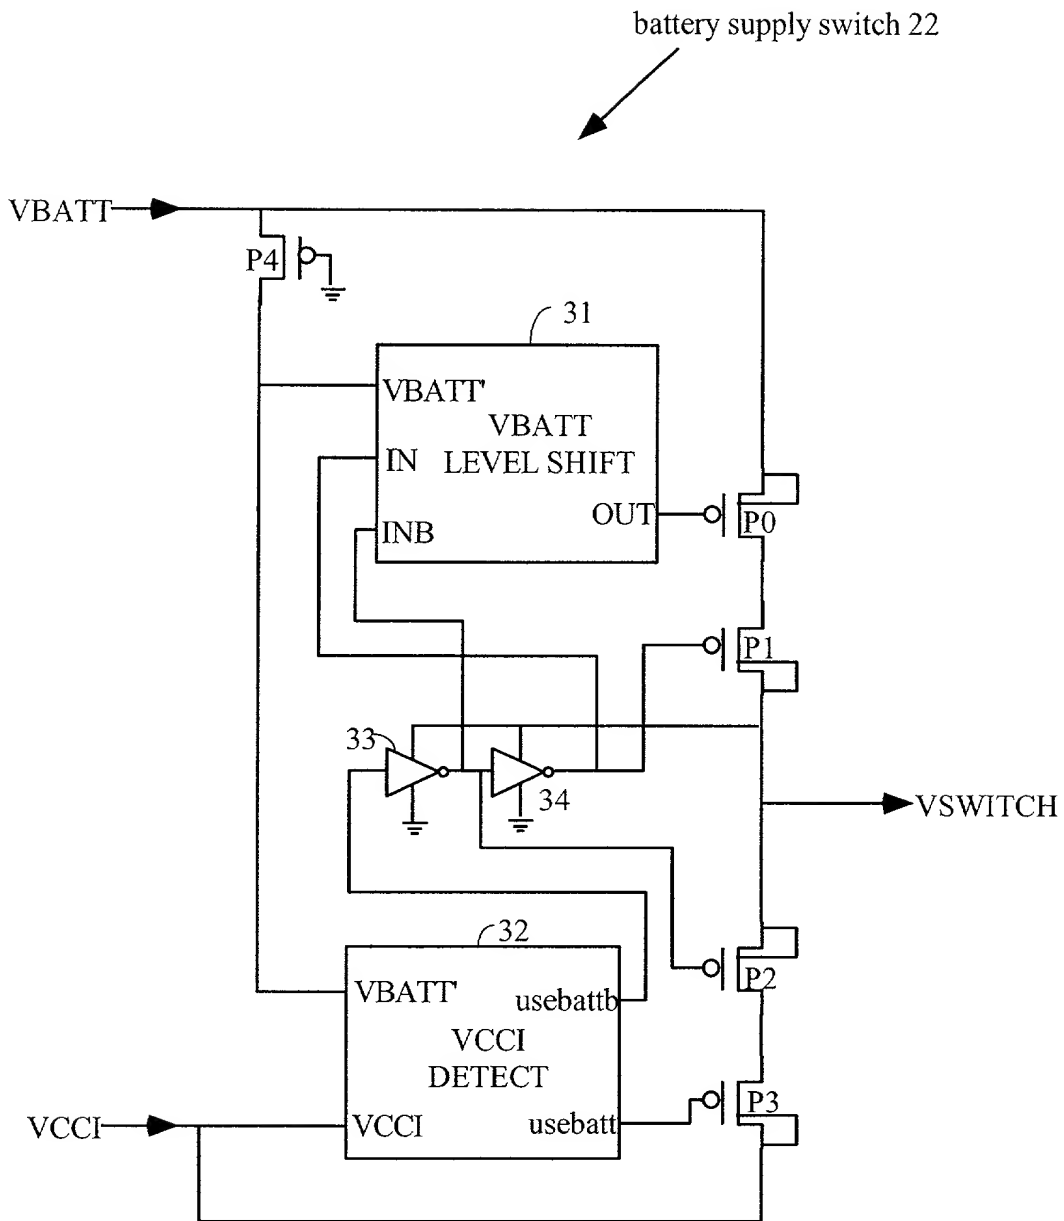 battery supply switch 22
VBATT
P4
31
VBATT'
VBATT
LEVEL SHIFT
IN
OUT
INB
P0
P1
33
34
VSWITCH
32
VBATT'
usebattb
P2
VCCI
DETECT
P3
VCCI
VCCI
usebatt